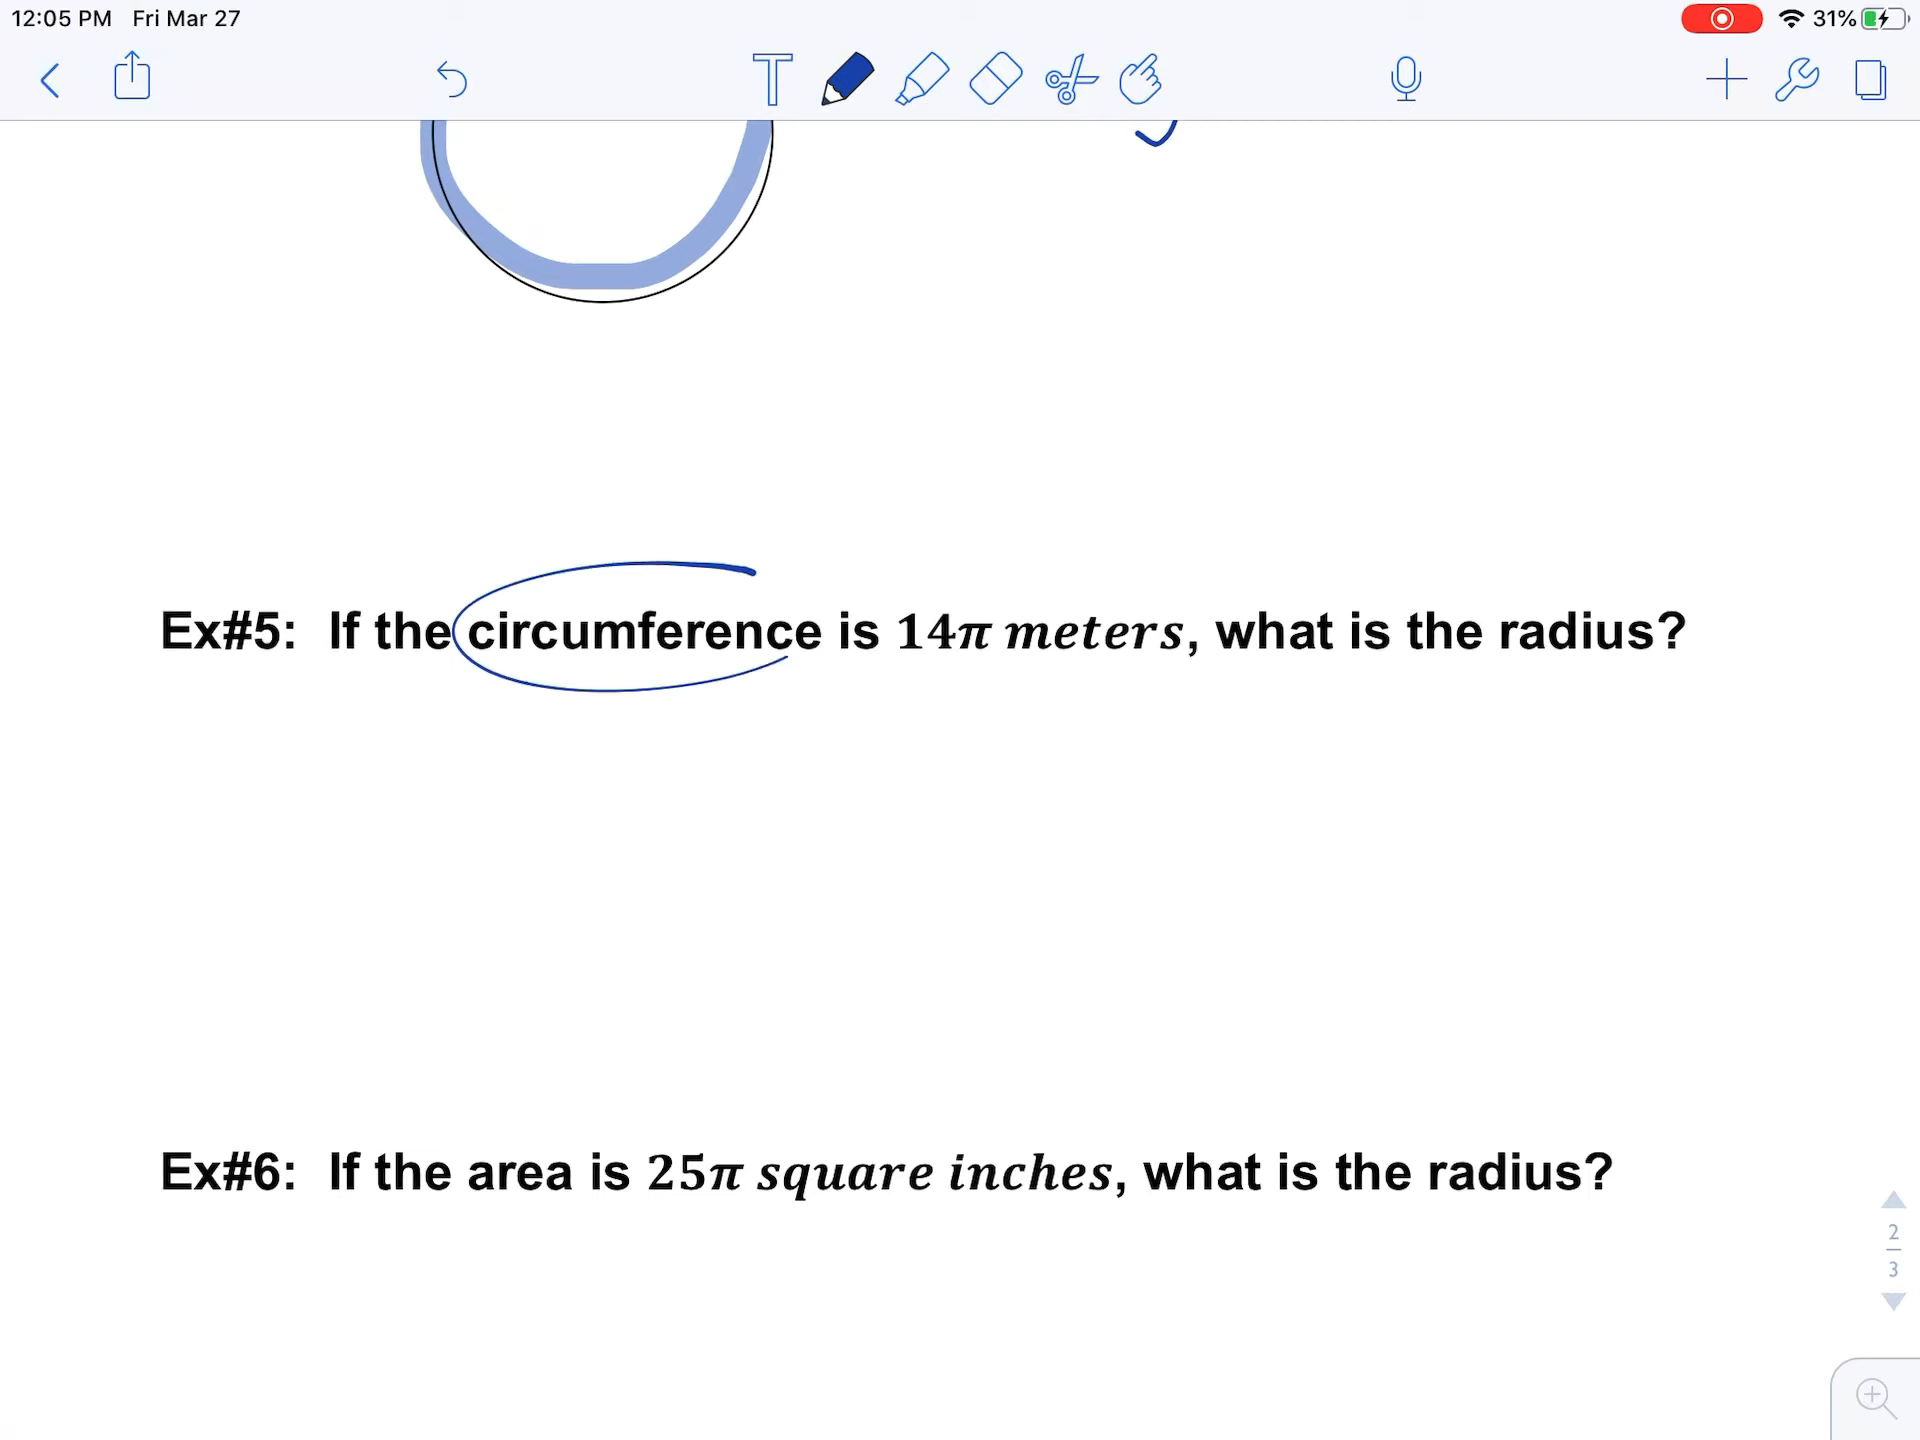 12:05 PM Fri Mar 27 31%
T
Ex#5: If the circumference is 14π meters, what is the radius?
Ex#6: If the area is 25π square inches, what is the radius?
2
3